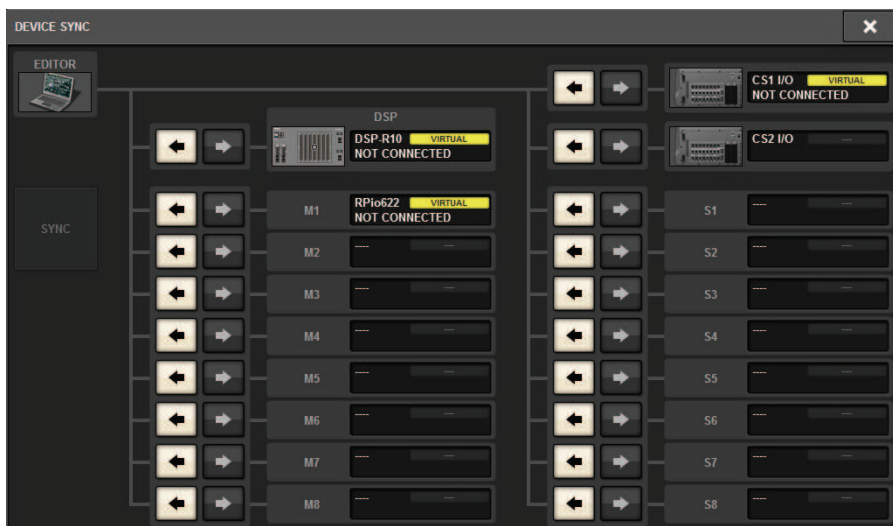 DEVICE SYNC
EDITOR
SYNC
DSP
DSP-R10 VIRTUAL
NOT CONNECTED
M1 RPio622 VIRTUAL
NOT CONNECTED
M2 ---- ---
M3 ---- ---
M4 ---- ---
M5 ---- ---
M6 ---- ---
M7 ---- ---
M8 ---- ---
CS1 I/O VIRTUAL
NOT CONNECTED
CS2 I/O ---
S1 ---- ---
S2 ---- ---
S3 ---- ---
S4 ---- ---
S5 ---- ---
S6 ---- ---
S7 ---- ---
S8 ---- ---